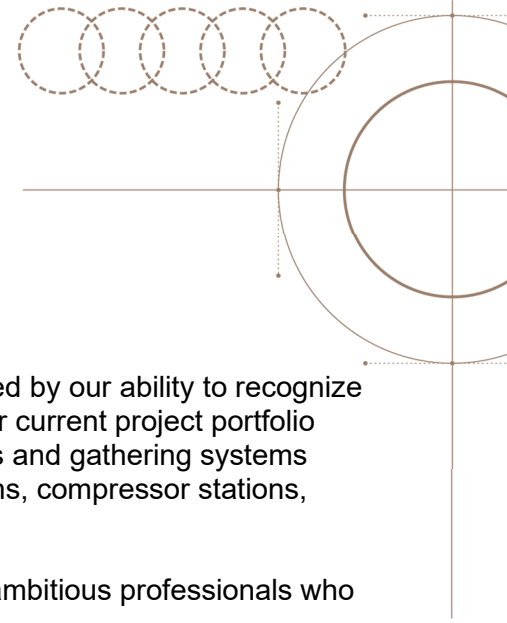 ed by our ability to recognize
r current project portfolio
s and gathering systems
ns, compressor stations,
ambitious professionals who